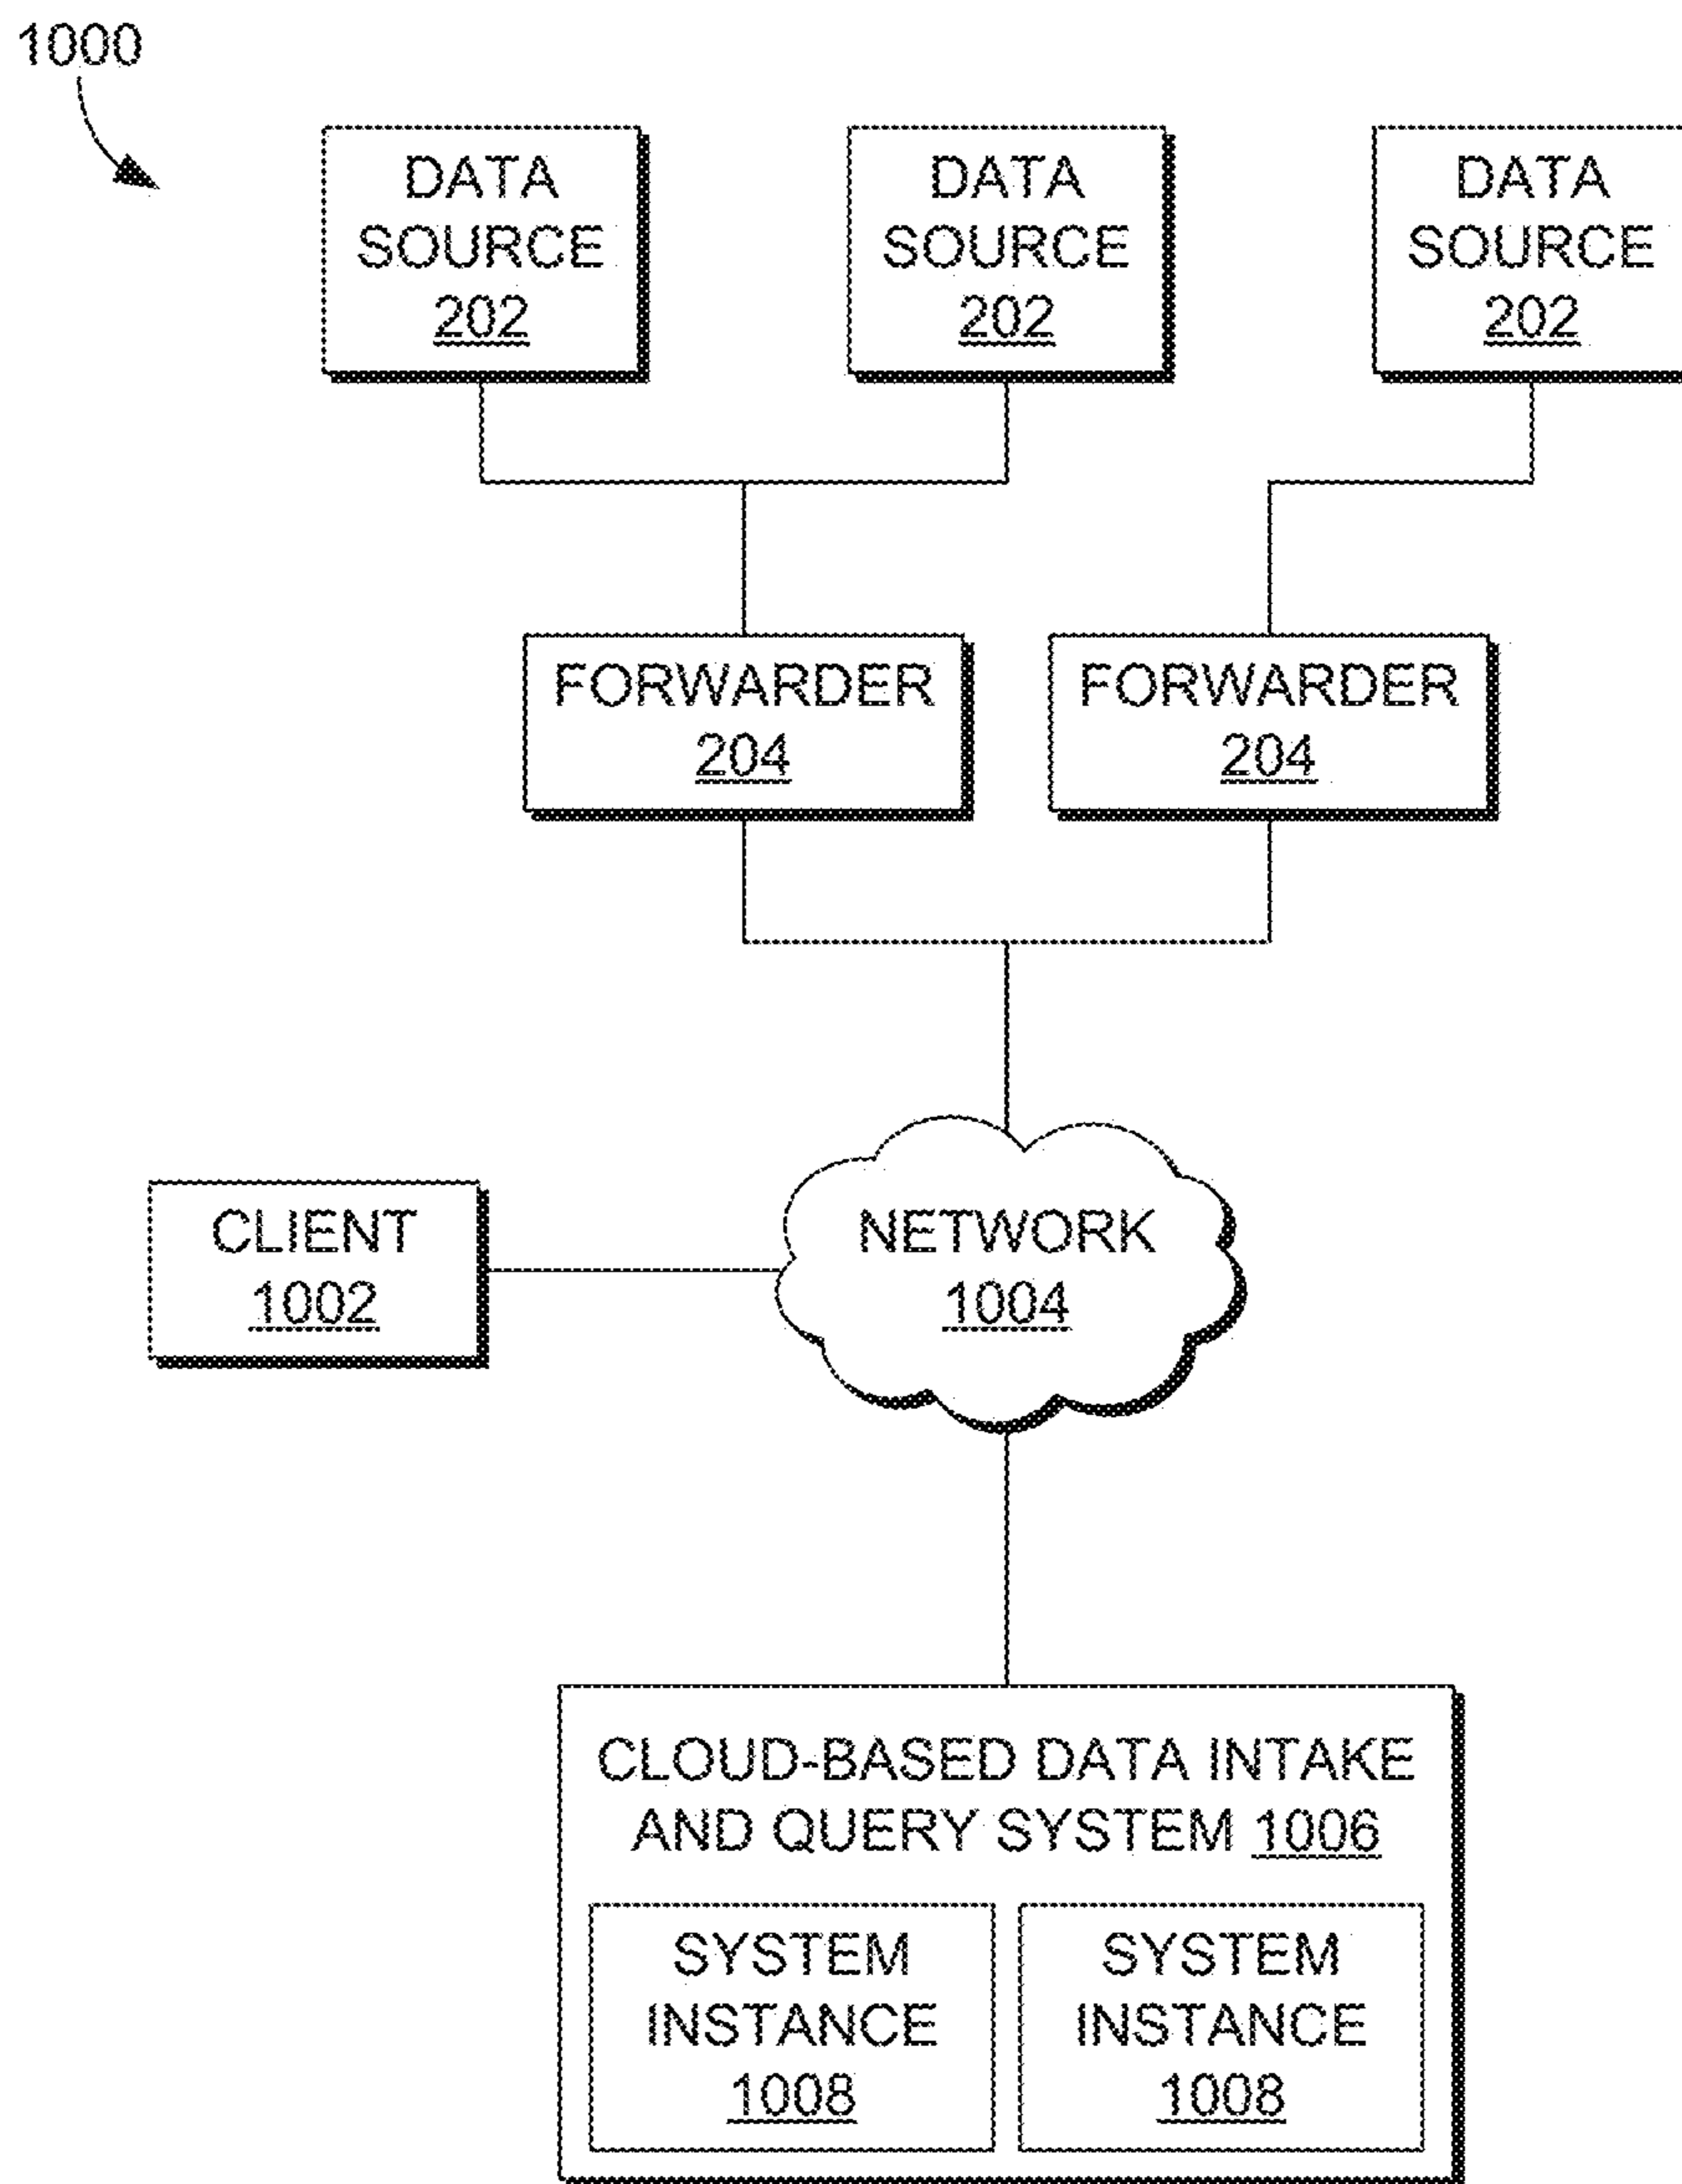 1000
DATA
SOURCE
202
DATA
SOURCE
202
DATA
SOURCE
202
FORWARDER
204
FORWARDER
204
CLIENT
1002
NETWORK
1004
CLOUD-BASED DATA INTAKE
AND QUERY SYSTEM 1006
SYSTEM
INSTANCE
1008
SYSTEM
INSTANCE
1008